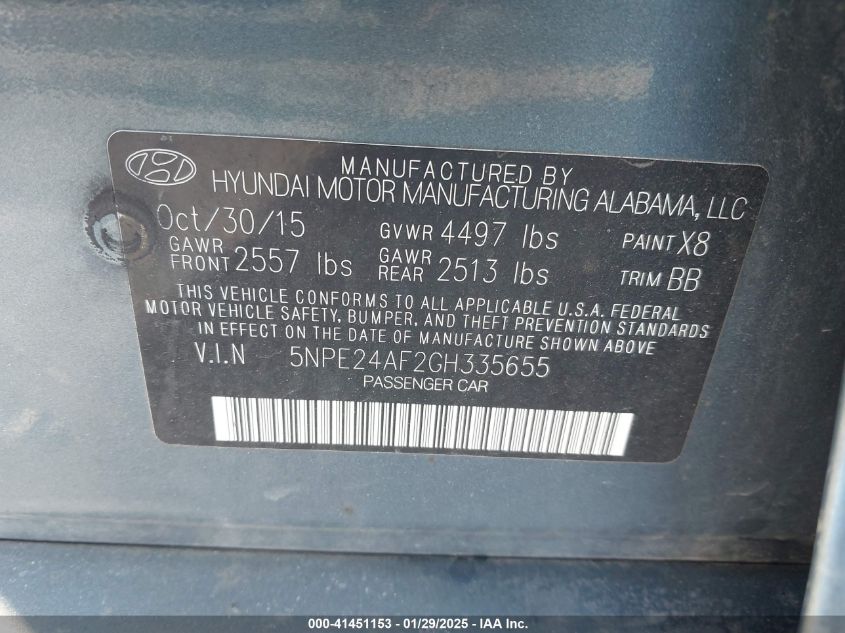 MANUFACTURED BY
HYUNDAI MOTOR MANUFACTURING ALABAMA, LLC
Oct/30/15 GVWR 4497 lbs PAINT X8
GAWR FRONT 2557 lbs GAWR REAR 2513 lbs TRIM BB
THIS VEHICLE CONFORMS TO ALL APPLICABLE U.S.A. FEDERAL
MOTOR VEHICLE SAFETY, BUMPER, AND THEFT PREVENTION STANDARDS
IN EFFECT ON THE DATE OF MANUFACTURE SHOWN ABOVE
V.I.N 5NPE24AF2GH335655
PASSENGER CAR
000-41451153 - 01/29/2025 - IAA Inc.